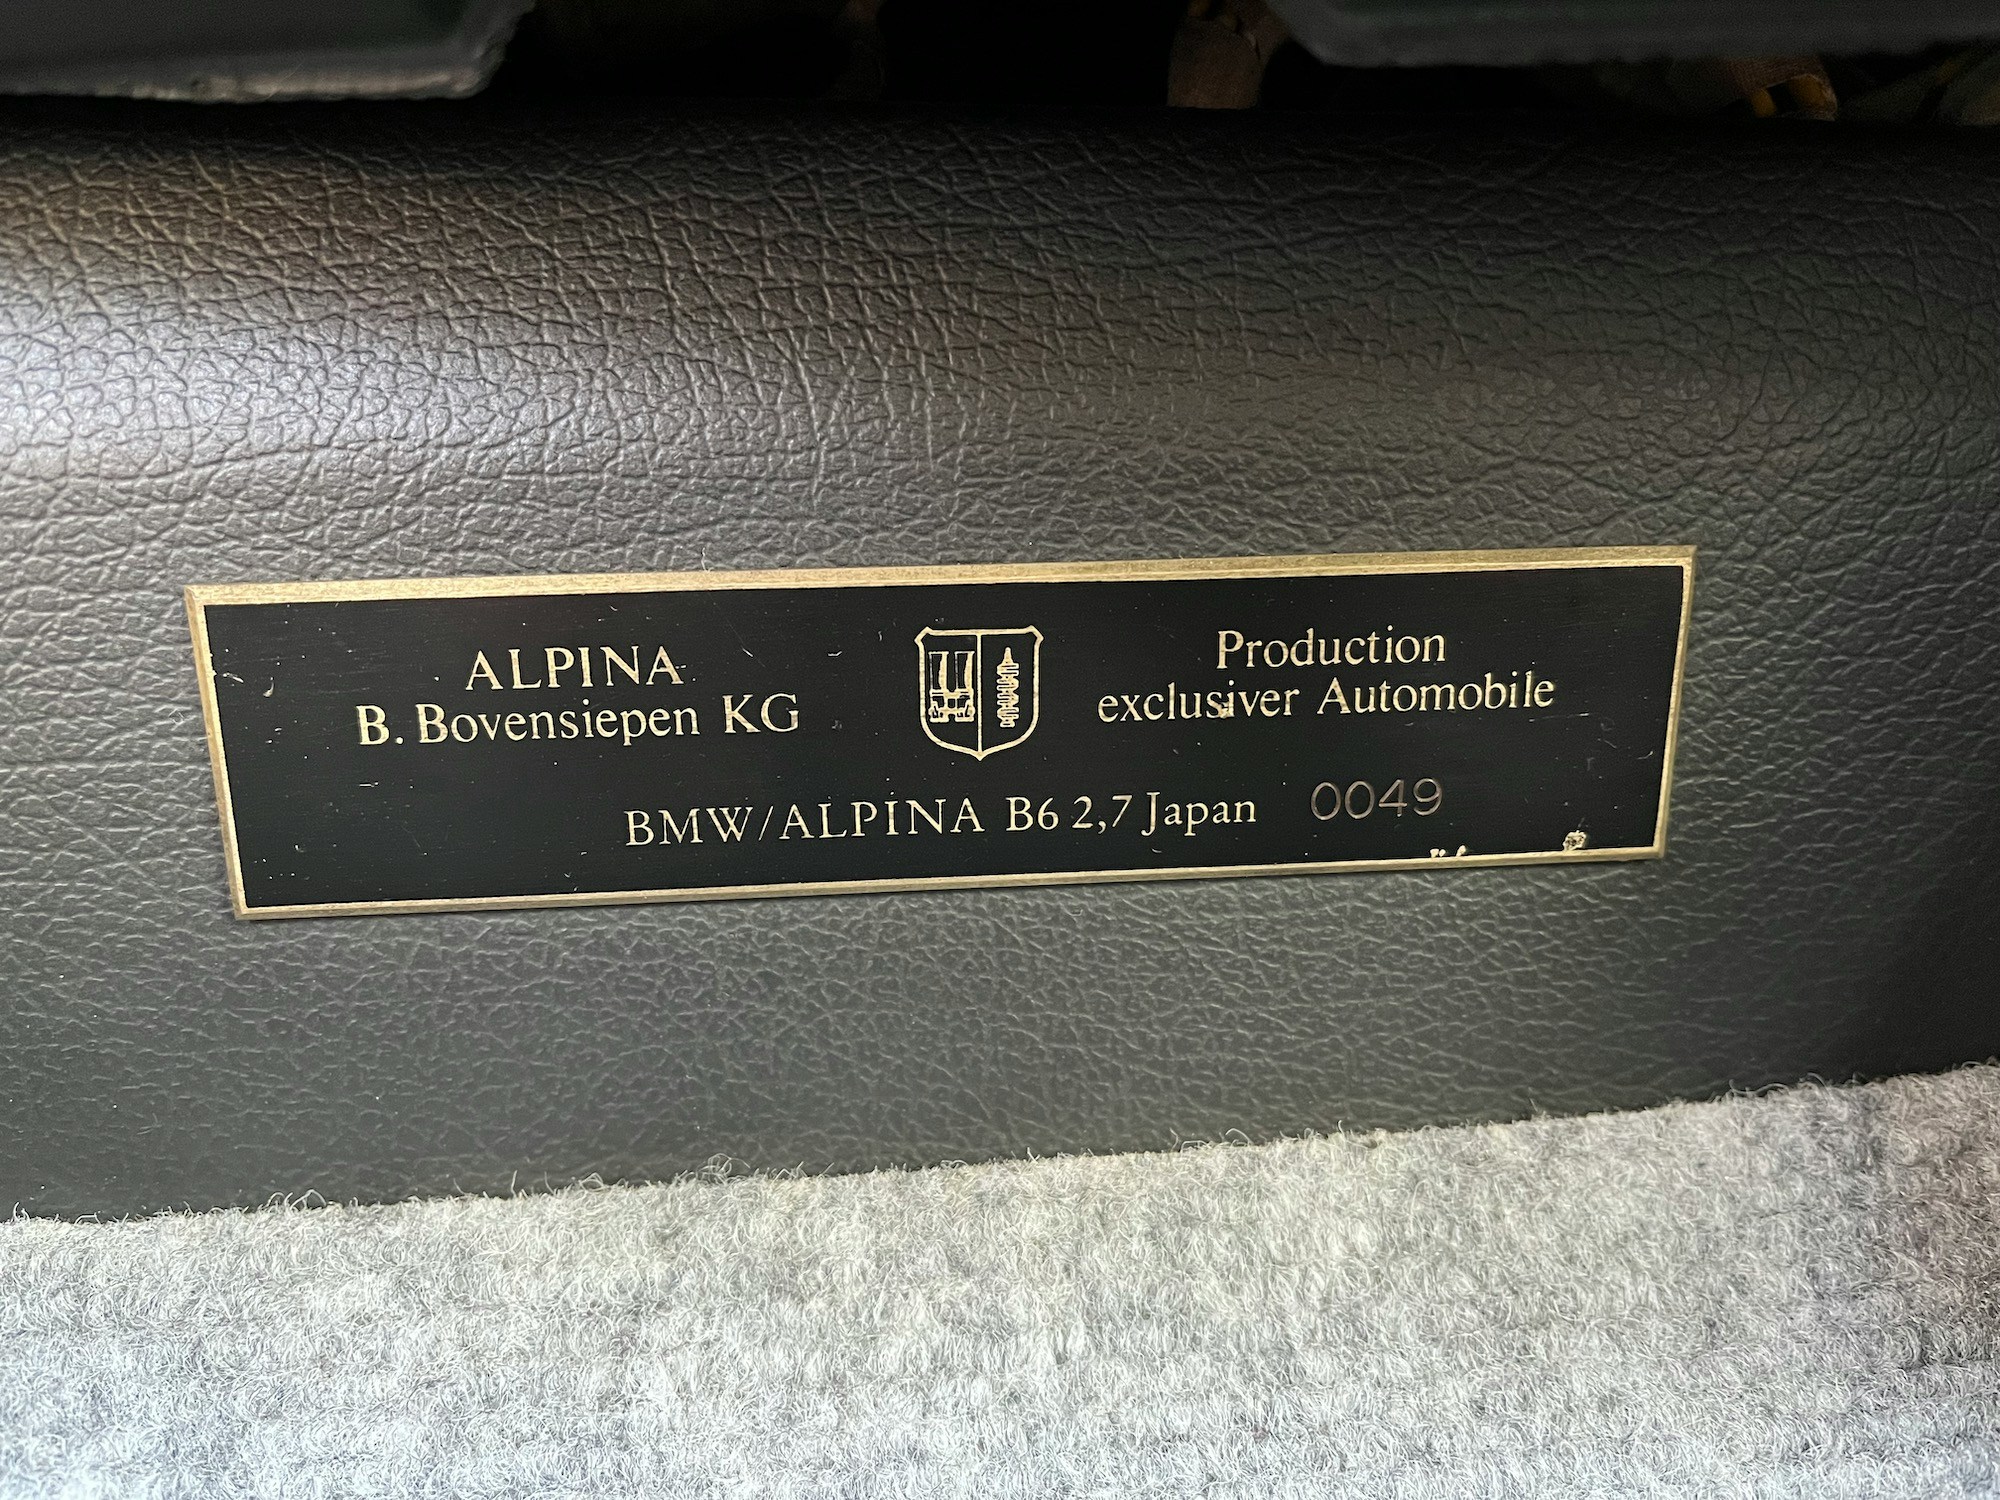 ALPINA
B. Bovensiepen KG
Production
exclusiver Automobile
BMW/ALPINA B6 2,7 Japan 0049